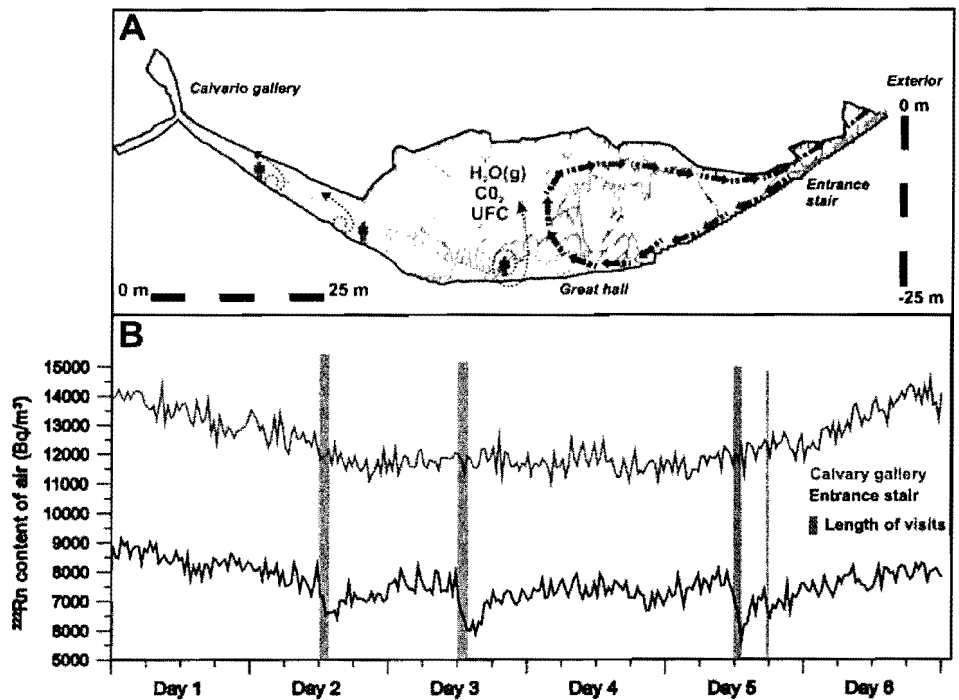 A
Calvario gallery
Exterior
0 m
H₂O(g)
CO₂
UFC
Entrance
stair
0 m
25 m
Great hall
-25 m
B
15000
14000
13000
12000
11000
10000
9000
8000
7000
8000
5000
²²²Rn content of air (Bq/m³)
Calvary gallery
Entrance stair
Length of visits
Day 1
Day 2
Day 3
Day 4
Day 5
Day 6